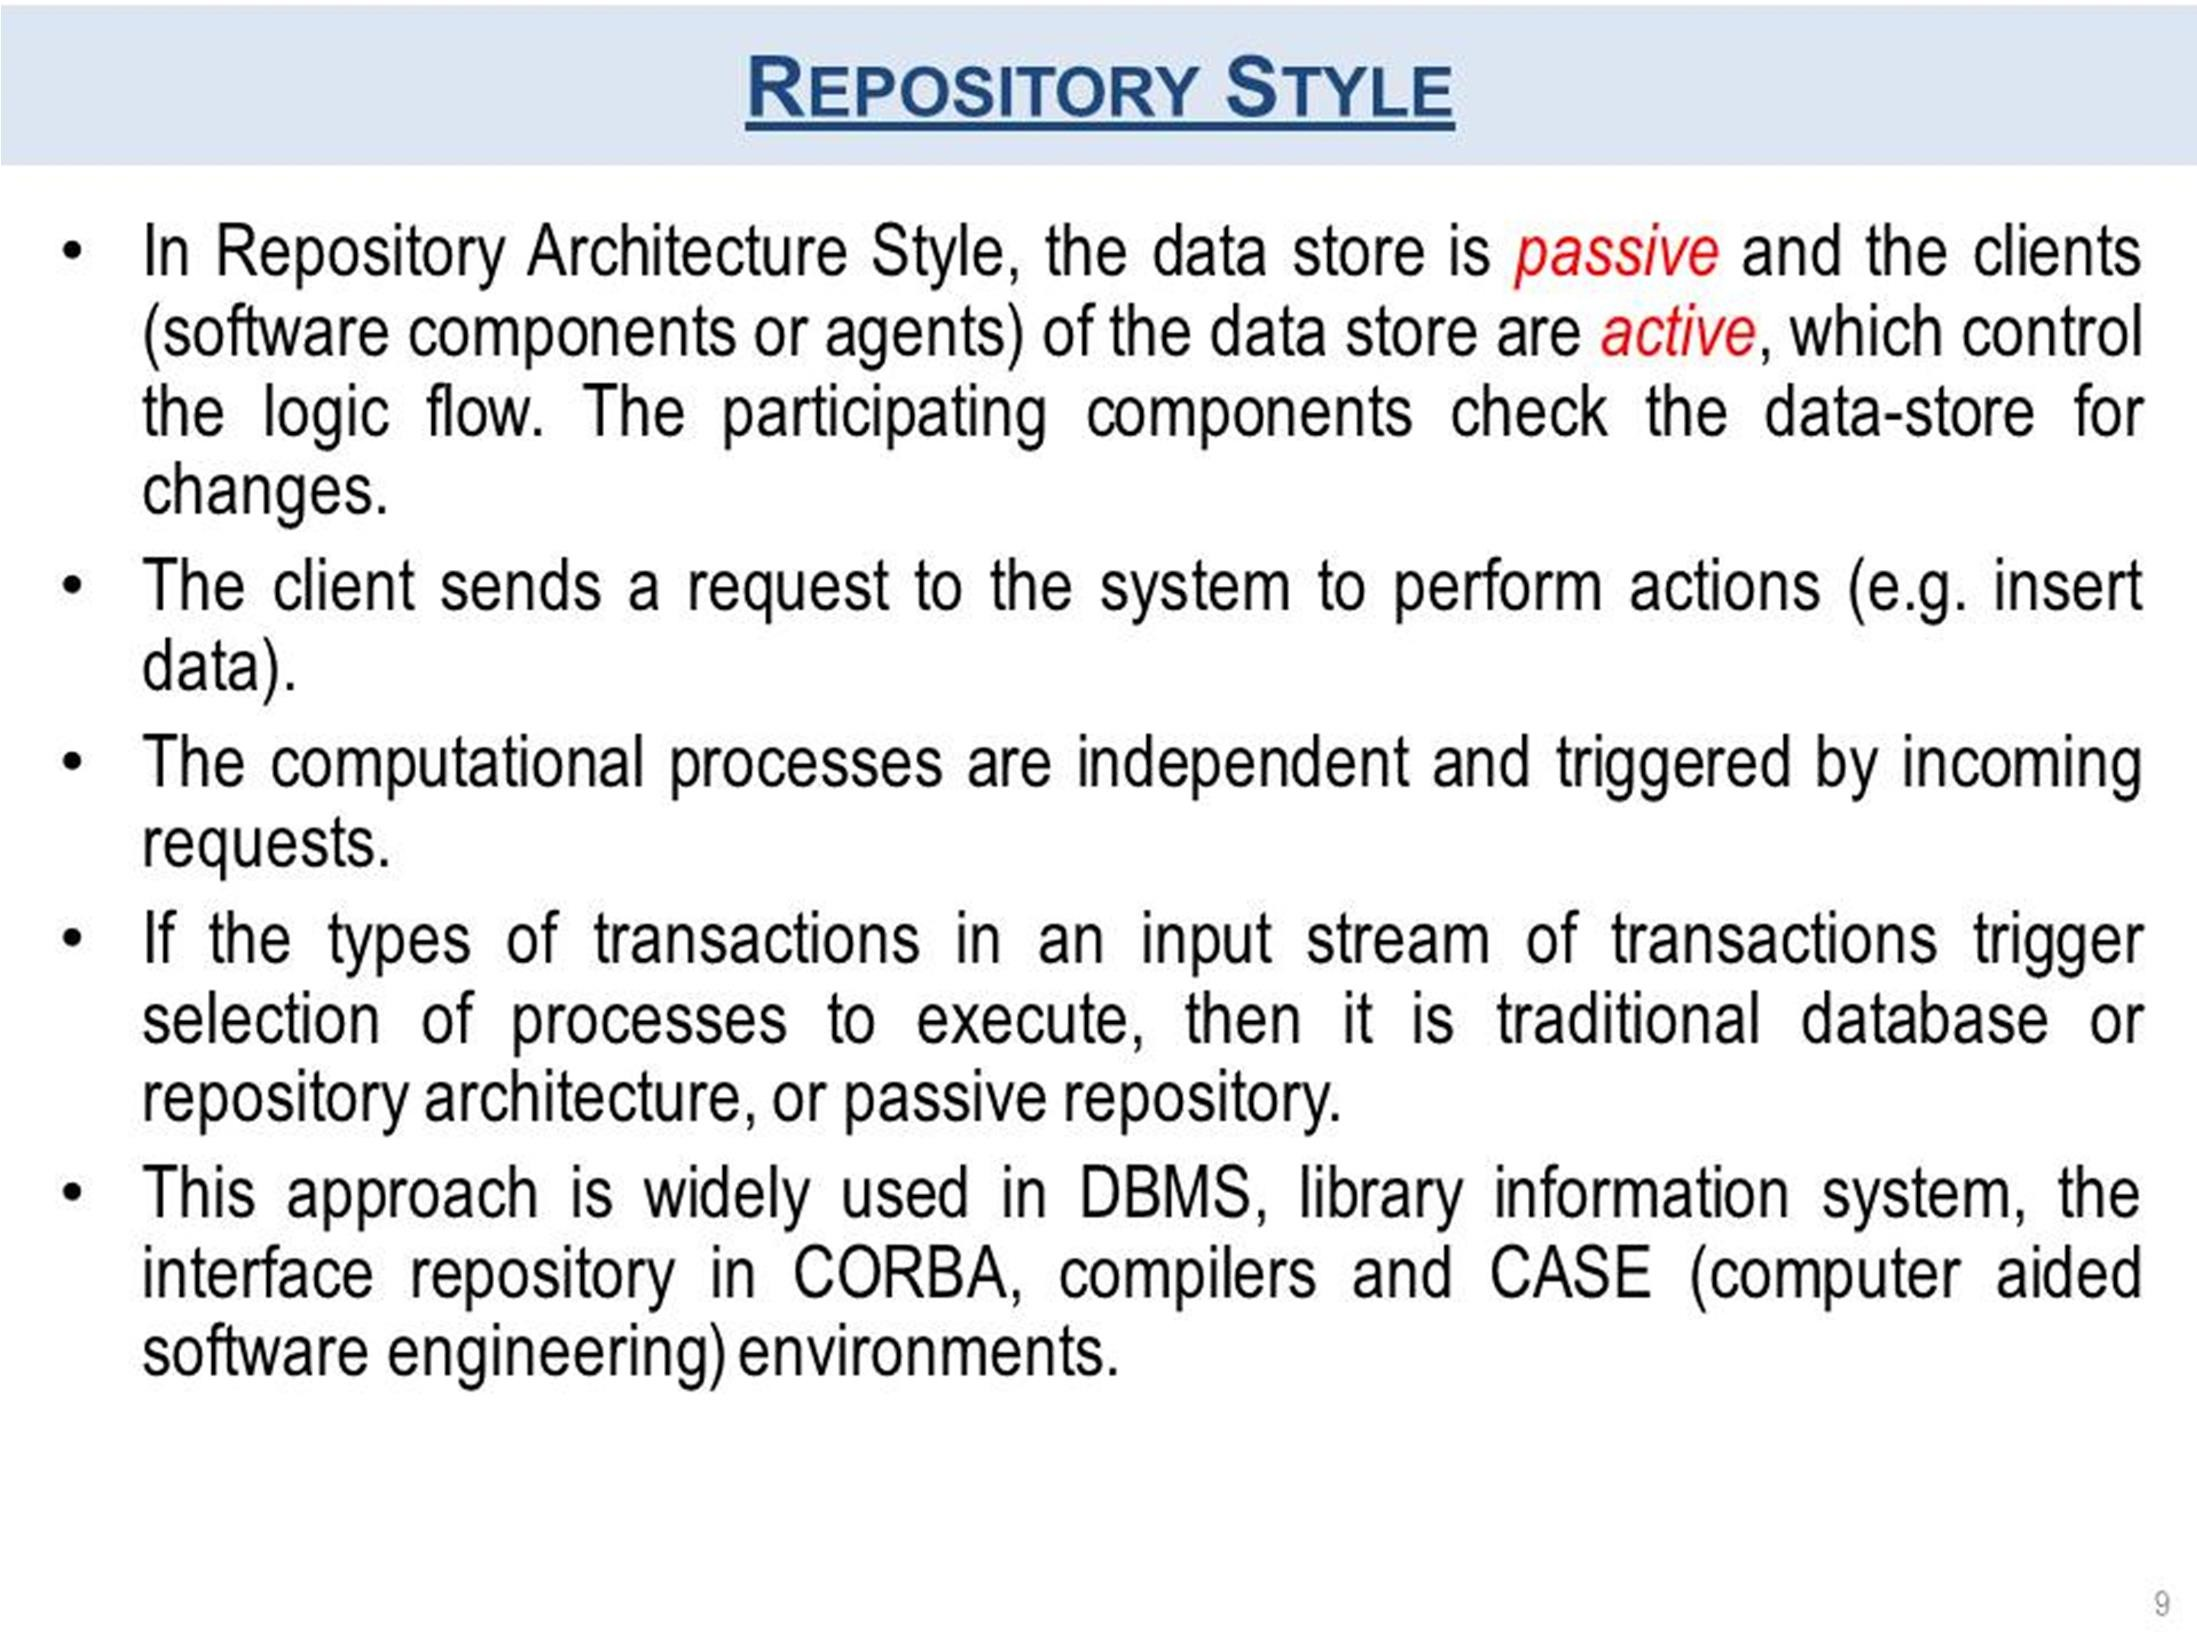 REPOSITORY STYLE
• In Repository Architecture Style, the data store is passive and the clients
(software components or agents) of the data store are active, which control
the logic flow. The participating components check the data-store for
changes.
• The client sends a request to the system to perform actions (e.g. insert
data).
• The computational processes are independent and triggered by incoming
requests.
• If the types of transactions in an input stream of transactions trigger
selection of processes to execute, then it is traditional database or
repository architecture, or passive repository.
• This approach is widely used in DBMS, library information system, the
interface repository in CORBA, compilers and CASE (computer aided
software engineering) environments.
9